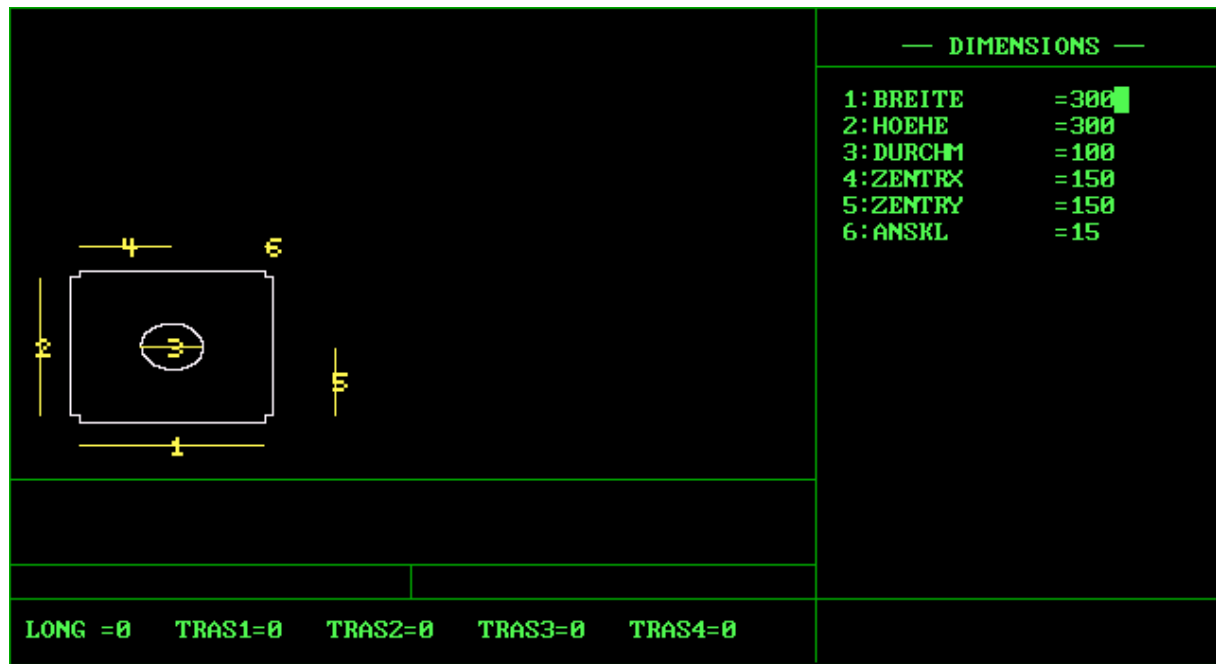 — DIMENSIONS —
1:BREITE =300
2:HOEHE =300
3:DURCHM =100
4:ZENTRX =150
5:ZENTRY =150
6:ANSKL =15
4 6
2 3
5
1
LONG =0 TRAS1=0 TRAS2=0 TRAS3=0 TRAS4=0